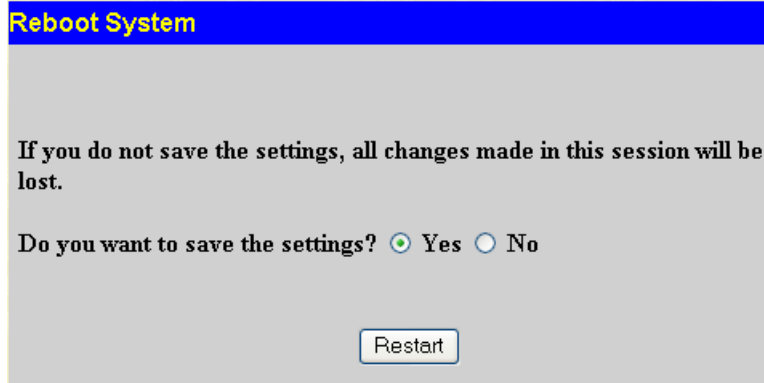 Reboot System
If you do not save the settings, all changes made in this session will be
lost.
Do you want to save the settings? Yes No
Restart